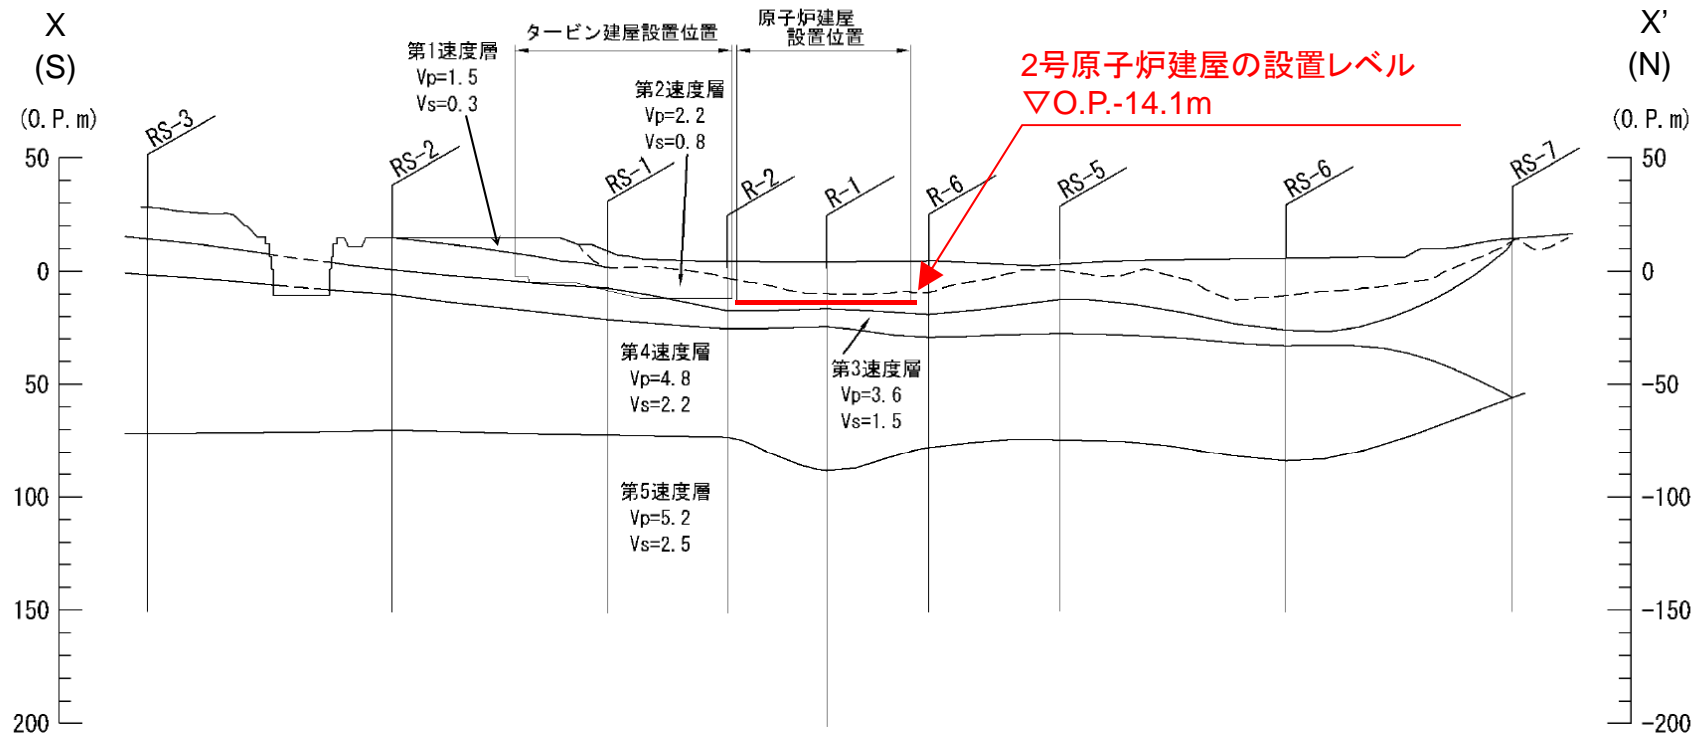 X
(S)
(O.P.m)
タービン建屋設置位置
原子炉建屋
設置位置
第1速度層
Vp=1.5
Vs=0.3
第2速度層
Vp=2.2
Vs=0.8
2号原子炉建屋の設置レベル
▽O.P.-14.1m
X’
(N)
(O.P.m)
RS-3
RS-2
RS-1
R-2
R-1
R-6
RS-5
RS-6
RS-7
50
0
50
100
150
200
50
0
-50
-100
-150
-200
第4速度層
Vp=4.8
Vs=2.2
第3速度層
Vp=3.6
Vs=1.5
第5速度層
Vp=5.2
Vs=2.5